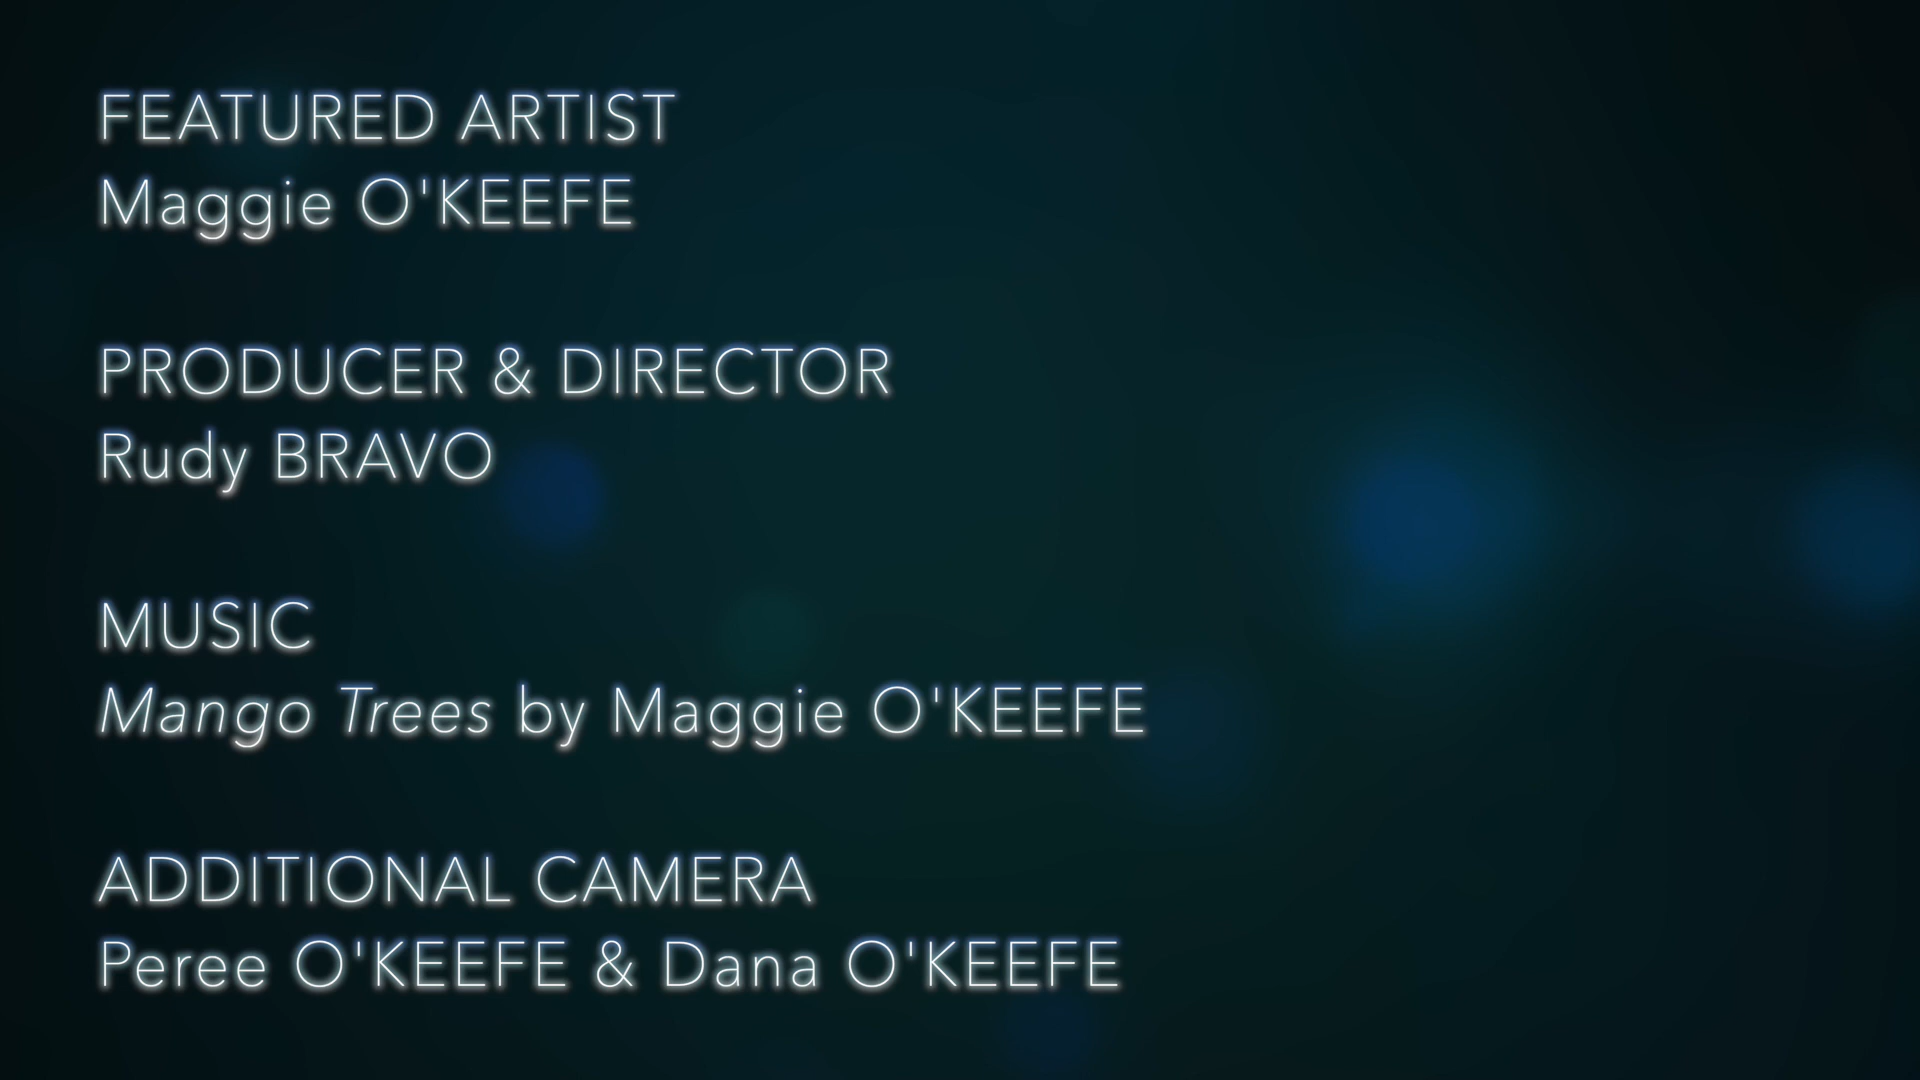 FEATURED ARTIST
Maggie O'KEEFE
PRODUCER & DIRECTOR
Rudy BRAVO
MUSIC
Mango Trees by Maggie O'KEEFE
ADDITIONAL CAMERA
Peree O'KEEFE & Dana O'KEEFE